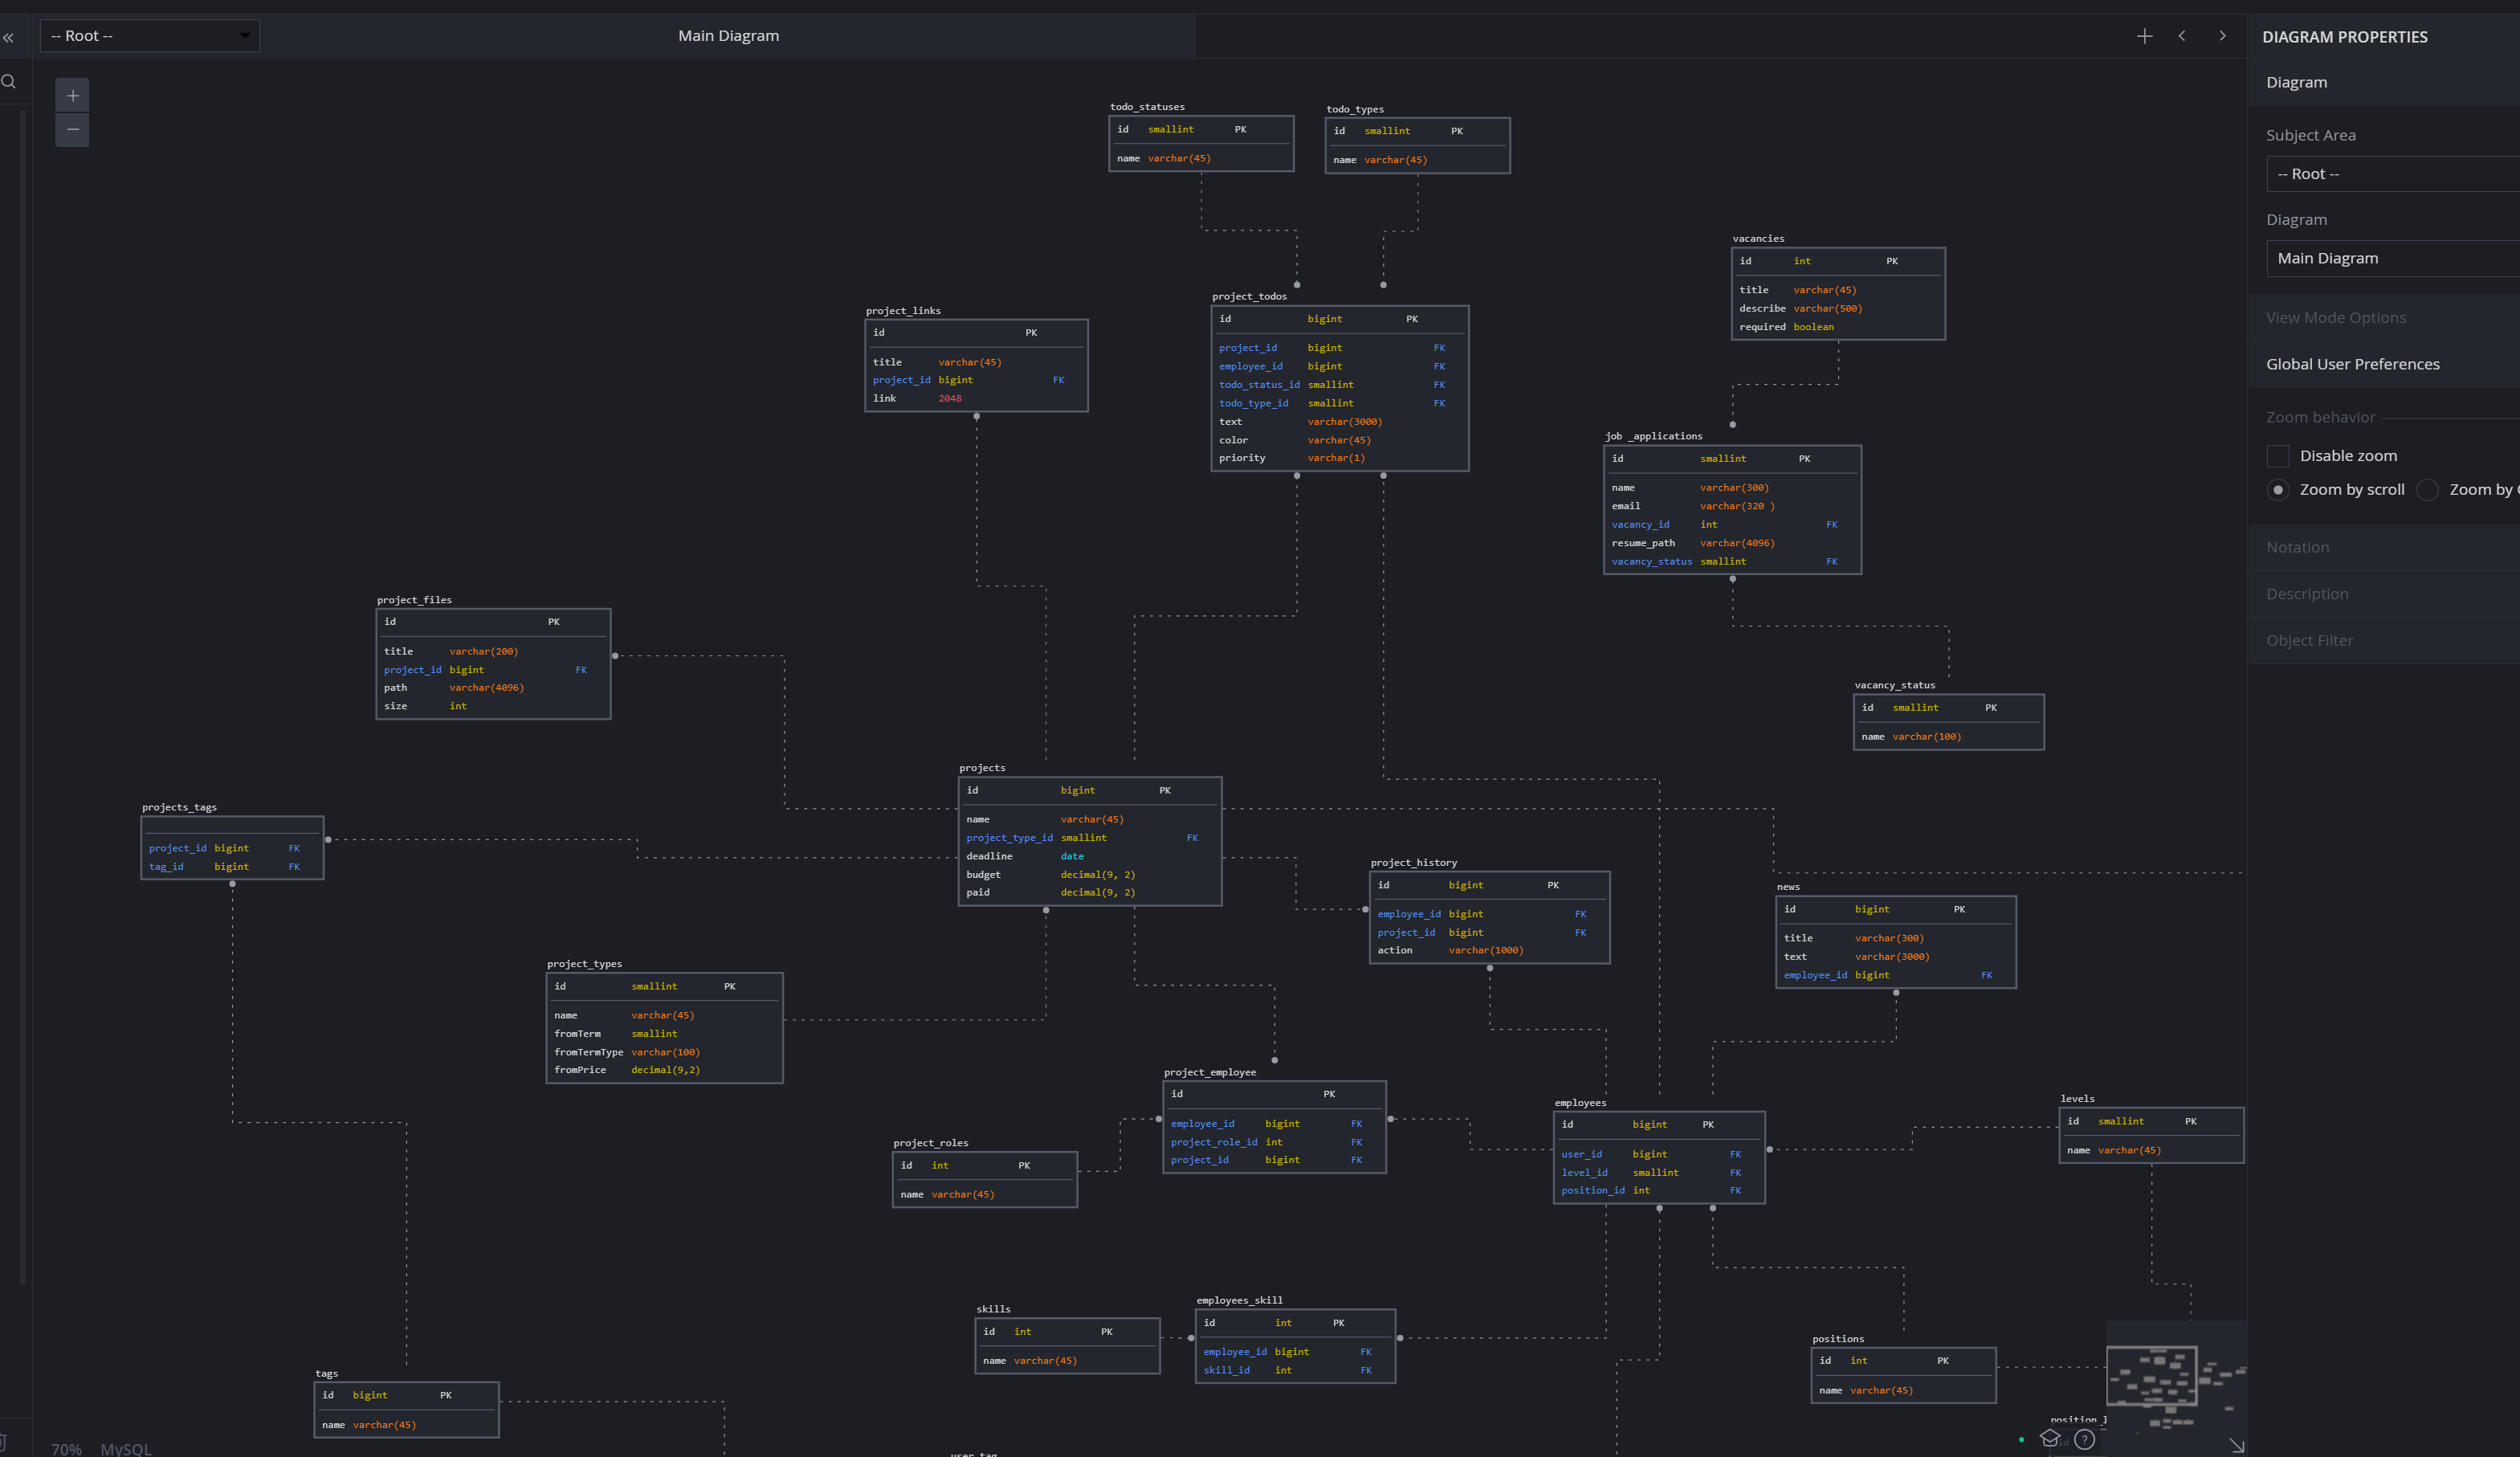 -- Root --
Main Diagram
DIAGRAM PROPERTIES
Diagram
Subject Area
-- Root --
Diagram
Main Diagram
View Mode Options
Global User Preferences
Zoom behavior
Disable zoom
Zoom by scroll
Zoom by
Notation
Description
Object Filter
todo_statuses
id smallint PK
name varchar(45)
todo_types
id smallint PK
name varchar(45)
vacancies
id int PK
title varchar(45)
describe varchar(500)
required boolean
project_links
id PK
title varchar(45)
project_id bigint FK
link 2048
project_todos
id bigint PK
project_id bigint FK
employee_id bigint FK
todo_status_id smallint FK
todo_type_id smallint FK
text varchar(3000)
color varchar(45)
priority varchar(1)
job _applications
id smallint PK
name varchar(300)
email varchar(320 )
vacancy_id int FK
resume_path varchar(4096)
vacancy_status smallint FK
project_files
id PK
title varchar(200)
project_id bigint FK
path varchar(4096)
size int
vacancy_status
id smallint PK
name varchar(100)
projects
id bigint PK
name varchar(45)
project_type_id smallint FK
deadline date
budget decimal(9, 2)
paid decimal(9, 2)
projects_tags
project_id bigint FK
tag_id bigint FK
project_history
id bigint PK
employee_id bigint FK
project_id bigint FK
action varchar(1000)
news
id bigint PK
title varchar(300)
text varchar(3000)
employee_id bigint FK
project_types
id smallint PK
name varchar(45)
fromTerm smallint
fromTermType varchar(100)
fromPrice decimal(9,2)
project_employee
id PK
employee_id bigint FK
project_role_id int FK
project_id bigint FK
employees
id bigint PK
user_id bigint FK
level_id smallint FK
position_id int FK
levels
id smallint PK
name varchar(45)
project_roles
id int PK
name varchar(45)
skills
id int PK
name varchar(45)
employees_skill
id int PK
employee_id bigint FK
skill_id int FK
positions
id int PK
name varchar(45)
tags
id bigint PK
name varchar(45)
id
70% MySQL
user_tag